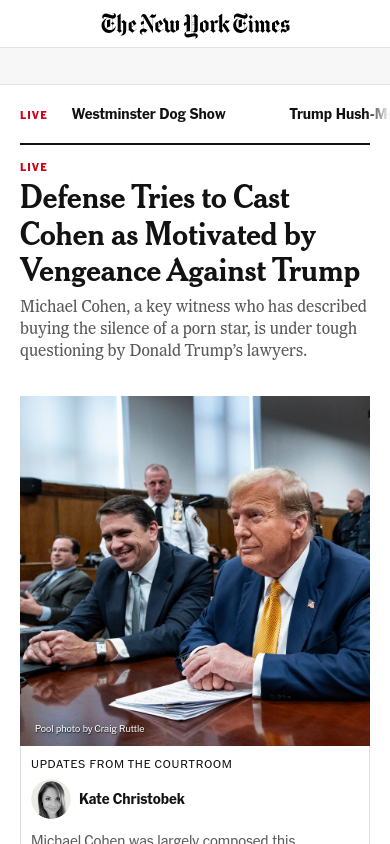 The New York Times
LIVE Westminster Dog Show Trump Hush-M
LIVE
Defense Tries to Cast
Cohen as Motivated by
Vengeance Against Trump
Michael Cohen, a key witness who has described
buying the silence of a porn star, is under tough
questioning by Donald Trump’s lawyers.
Pool photo by Craig Ruttle
UPDATES FROM THE COURTROOM
Kate Christobek
Michael Cohen was largely composed this